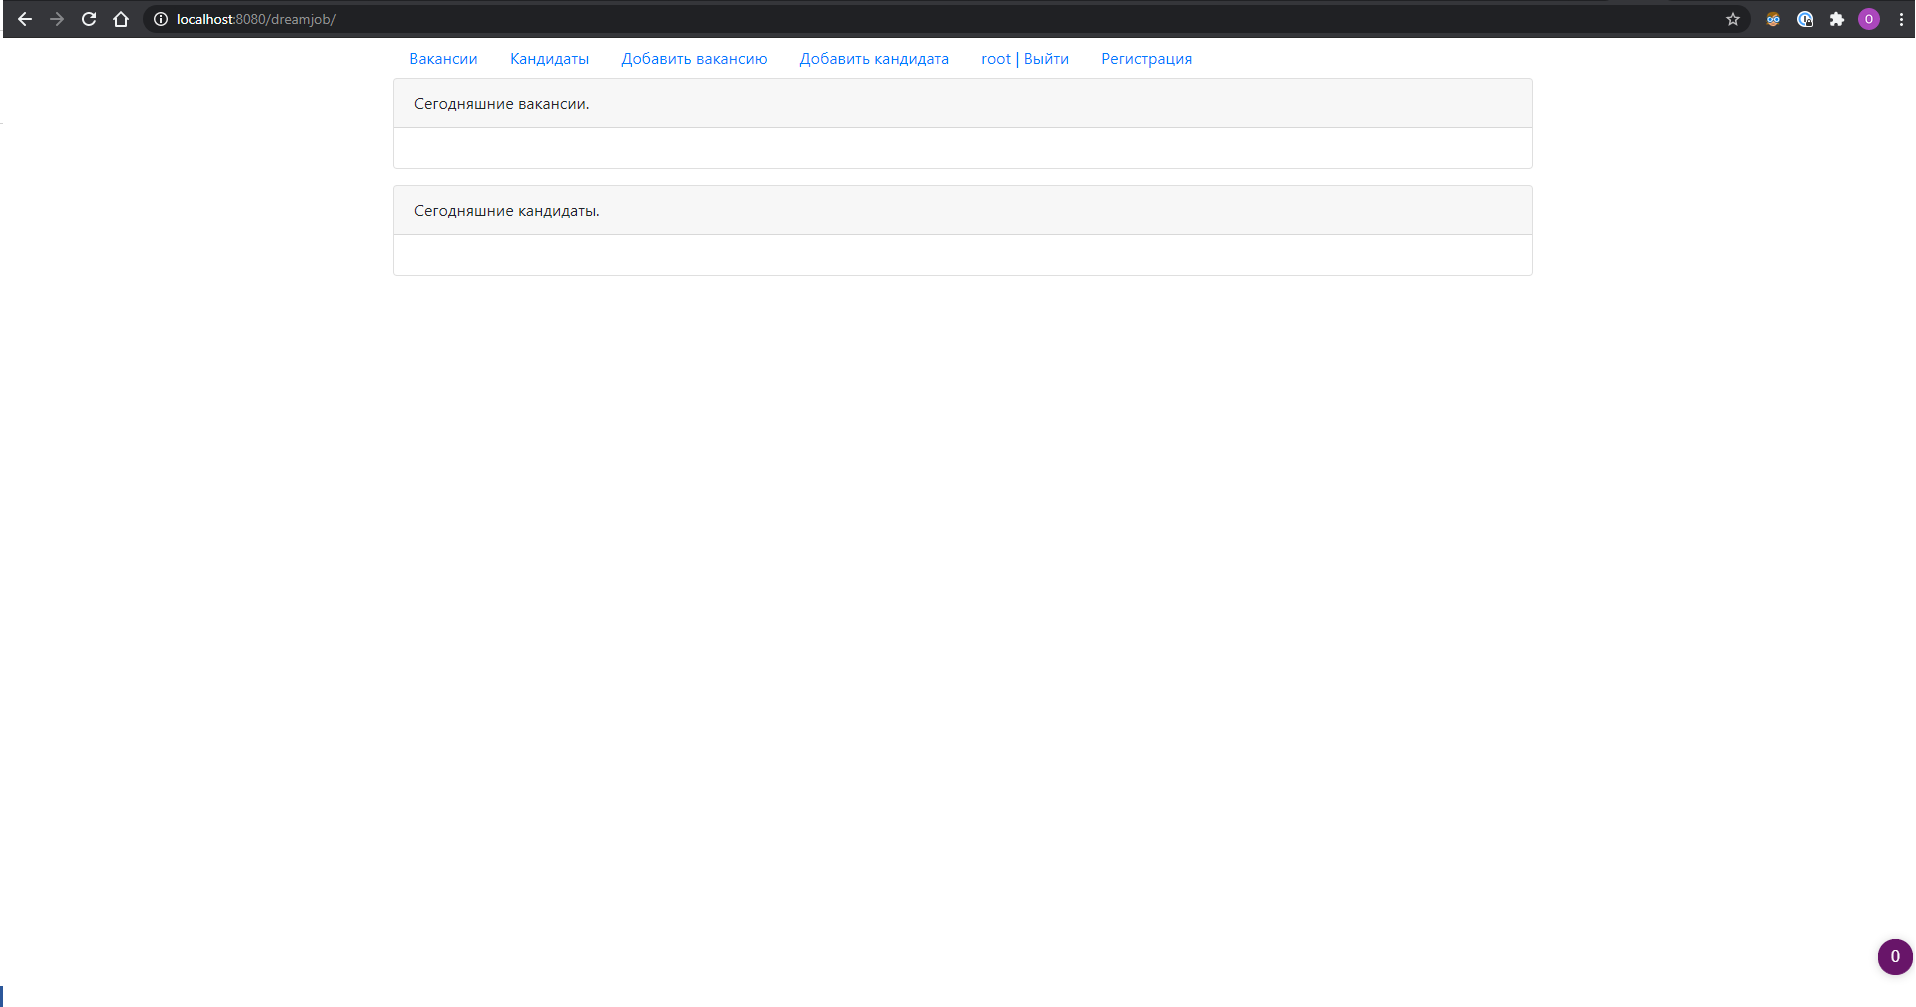 localhost:8080/dreamjob/
O
Вакансии Кандидаты Добавить вакансию Добавить кандидата root | Выйти Регистрация
Сегодняшние вакансии.
Сегодняшние кандидаты.
0